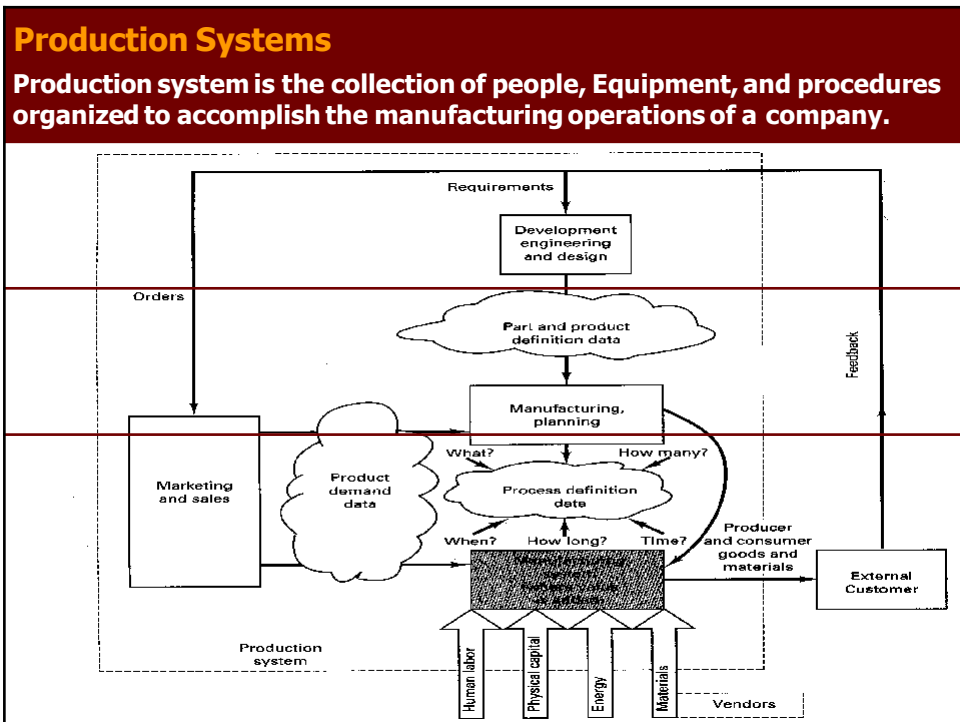 Production Systems
Production system is the collection of people, Equipment, and procedures
organized to accomplish the manufacturing operations of a company.
Requirements
Development
engineering
and design
Orders
Part and product
definition data
Feedback
Manufacturing,
planning
What?
How many?
Marketing
and sales
Product
demand
data
Process definition
data
When?
How long?
Time?
Producer
and consumer
goods and
materials
External
Customer
Production
system
Human labor
Physical capital
Energy
Materials
Vendors